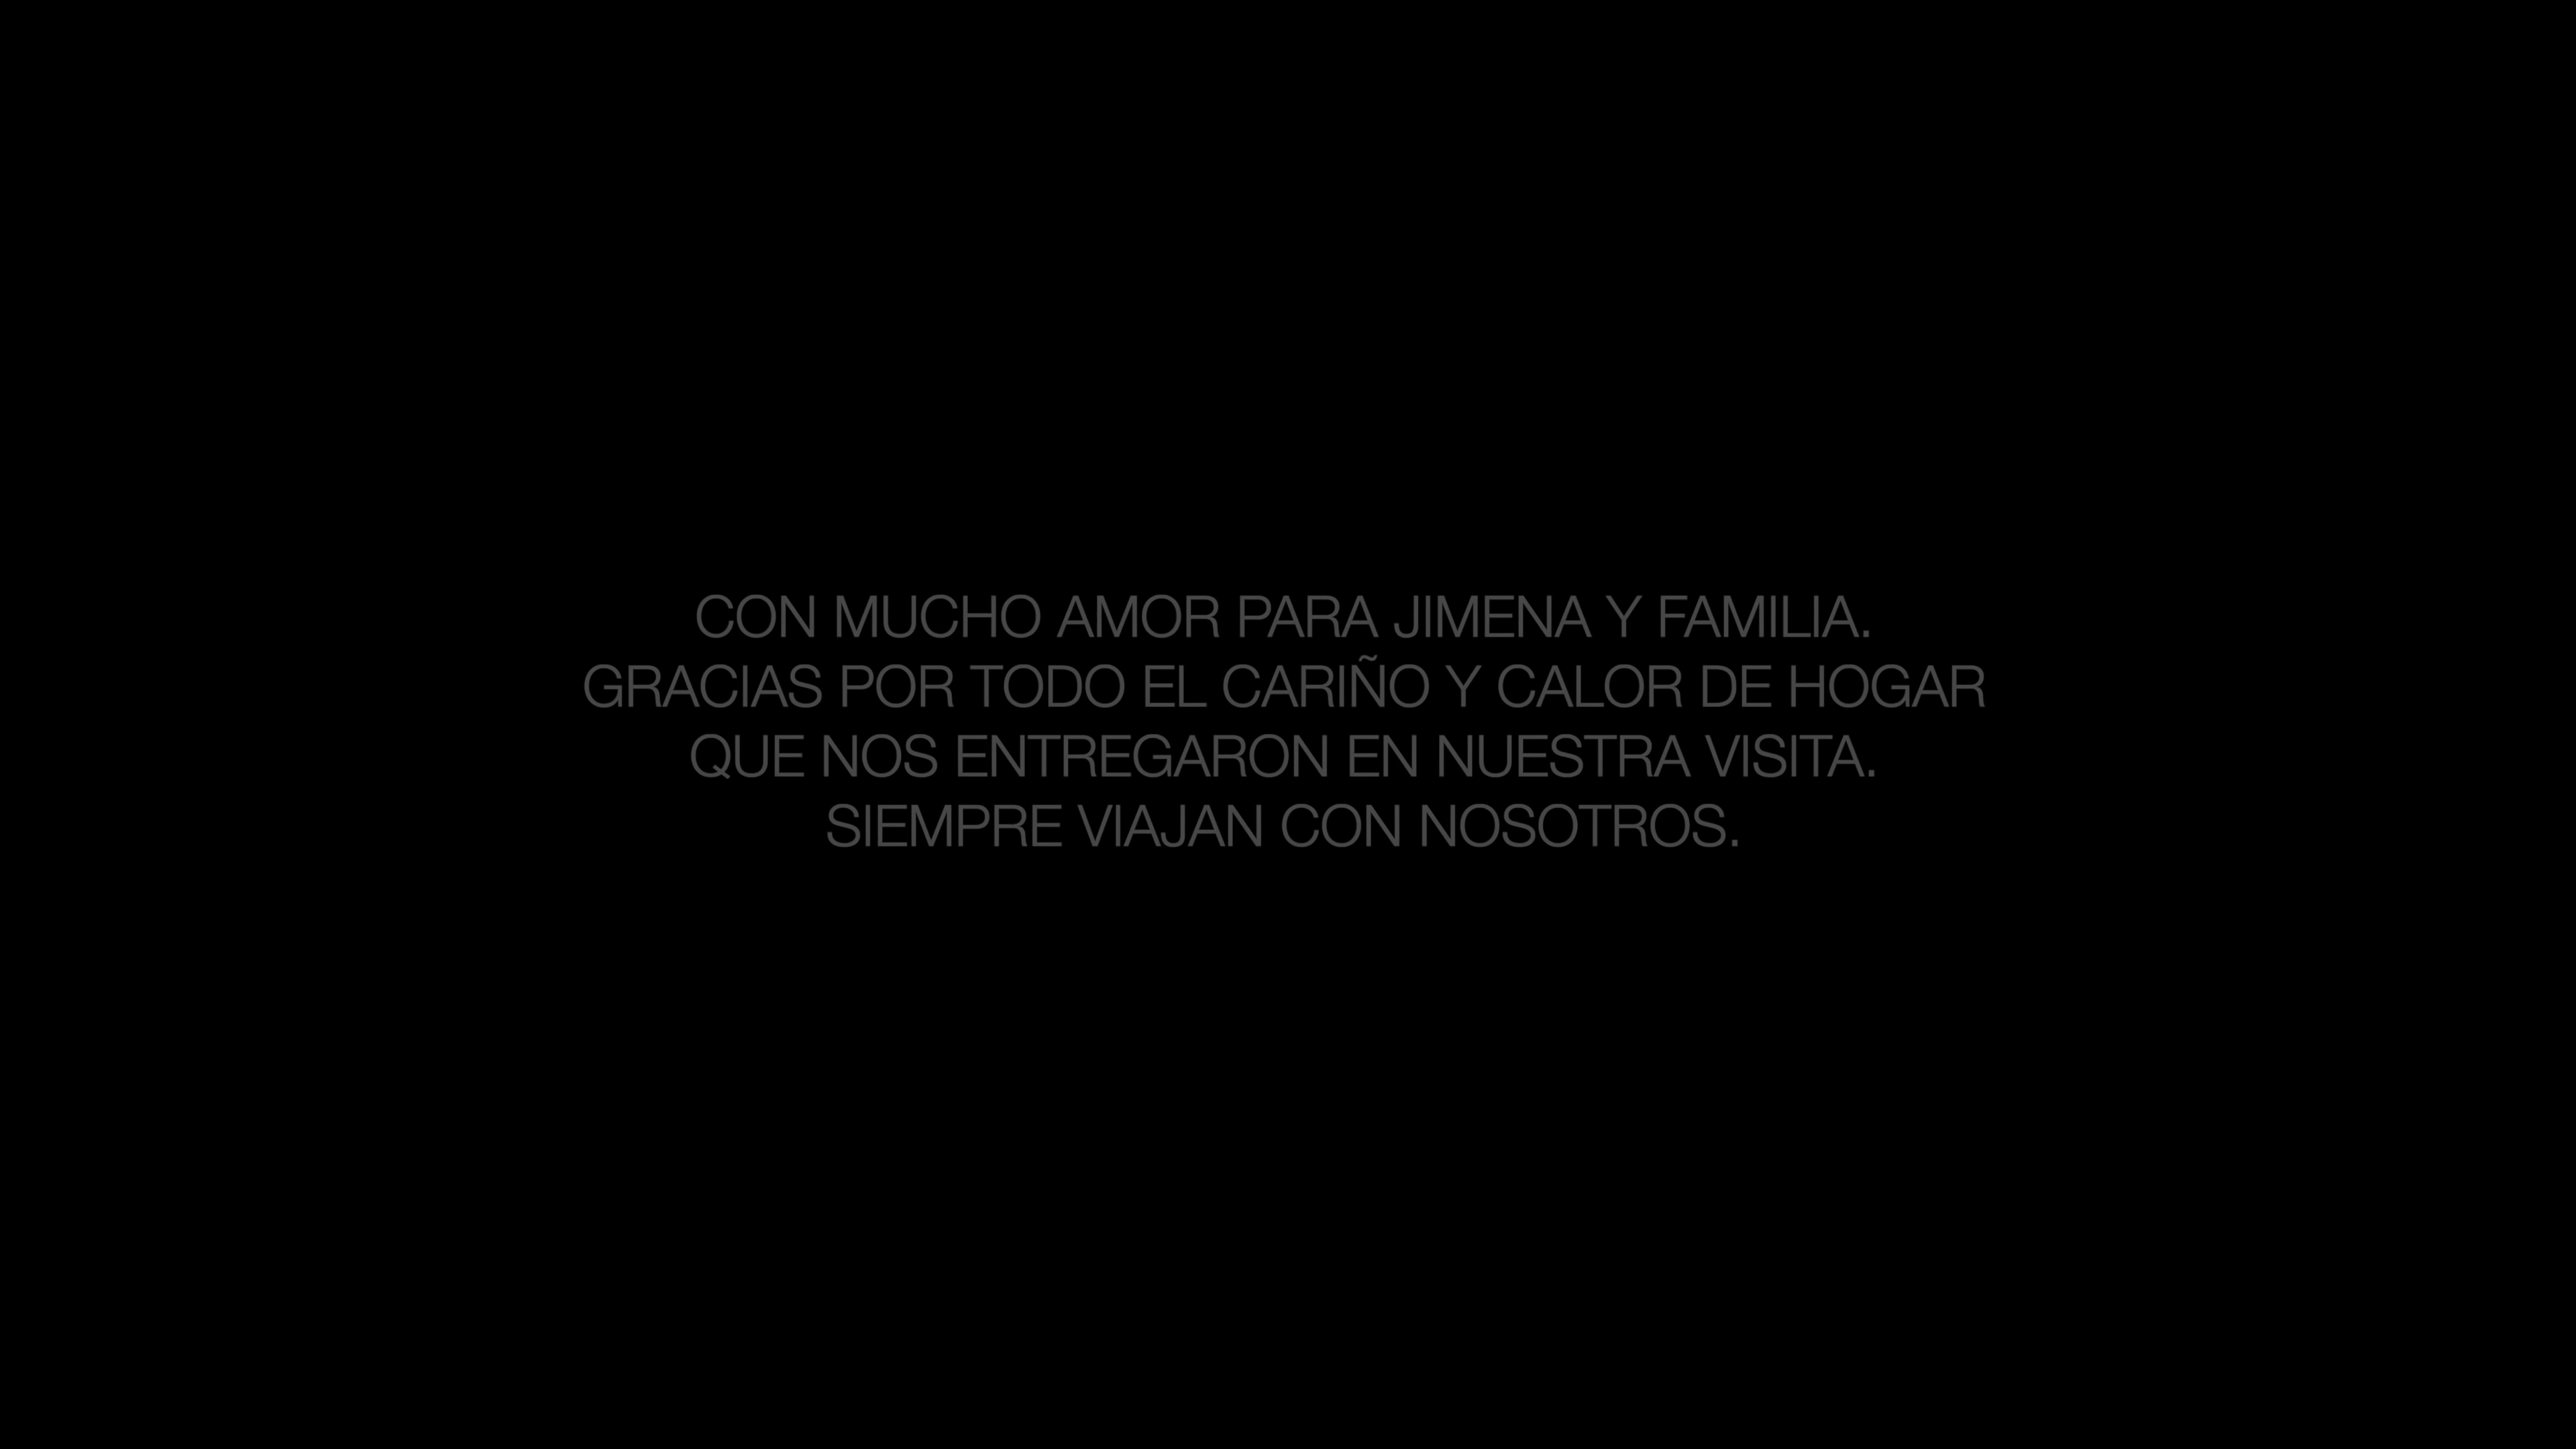 CON MUCHO AMOR PARA JIMENA Y FAMILIA.
GRACIAS POR TODO EL CARIÑO Y CALOR DE HOGAR
QUE NOS ENTREGARON EN NUESTRA VISITA.
SIEMPRE VIAJAN CON NOSOTROS.